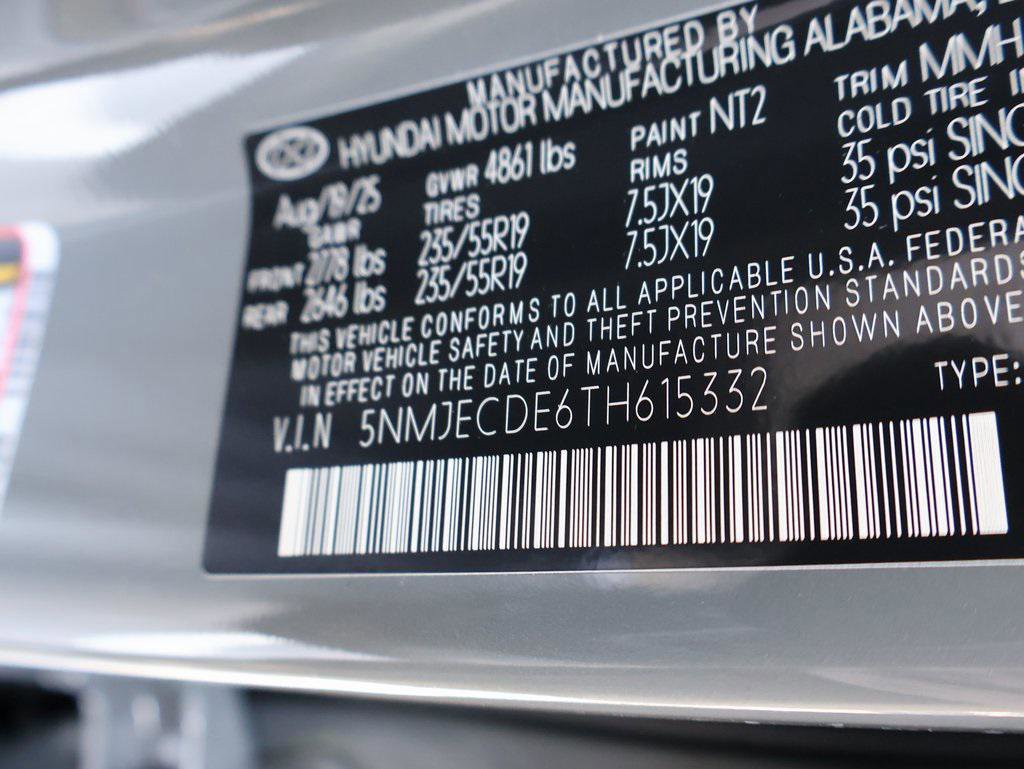 MANUFACTURED BY
HYUNDAI MOTOR MANUFACTURING ALABAMA,
Aug/19/25 GVWR 4861 lbs PAINT NT2 TRIM MMH
GAWR TIRES RIMS COLD TIRE
FRONT 2778 lbs 235/55R19 7.5JX19 35 psi
REAR 2646 lbs 235/55R19 7.5JX19 35 psi
THIS VEHICLE CONFORMS TO ALL APPLICABLE U.S.A. FEDERA
MOTOR VEHICLE SAFETY AND THEFT PREVENTION STANDARDS
IN EFFECT ON THE DATE OF MANUFACTURE SHOWN ABOVE
V.I.N 5NMJECDE6TH615332 TYPE: